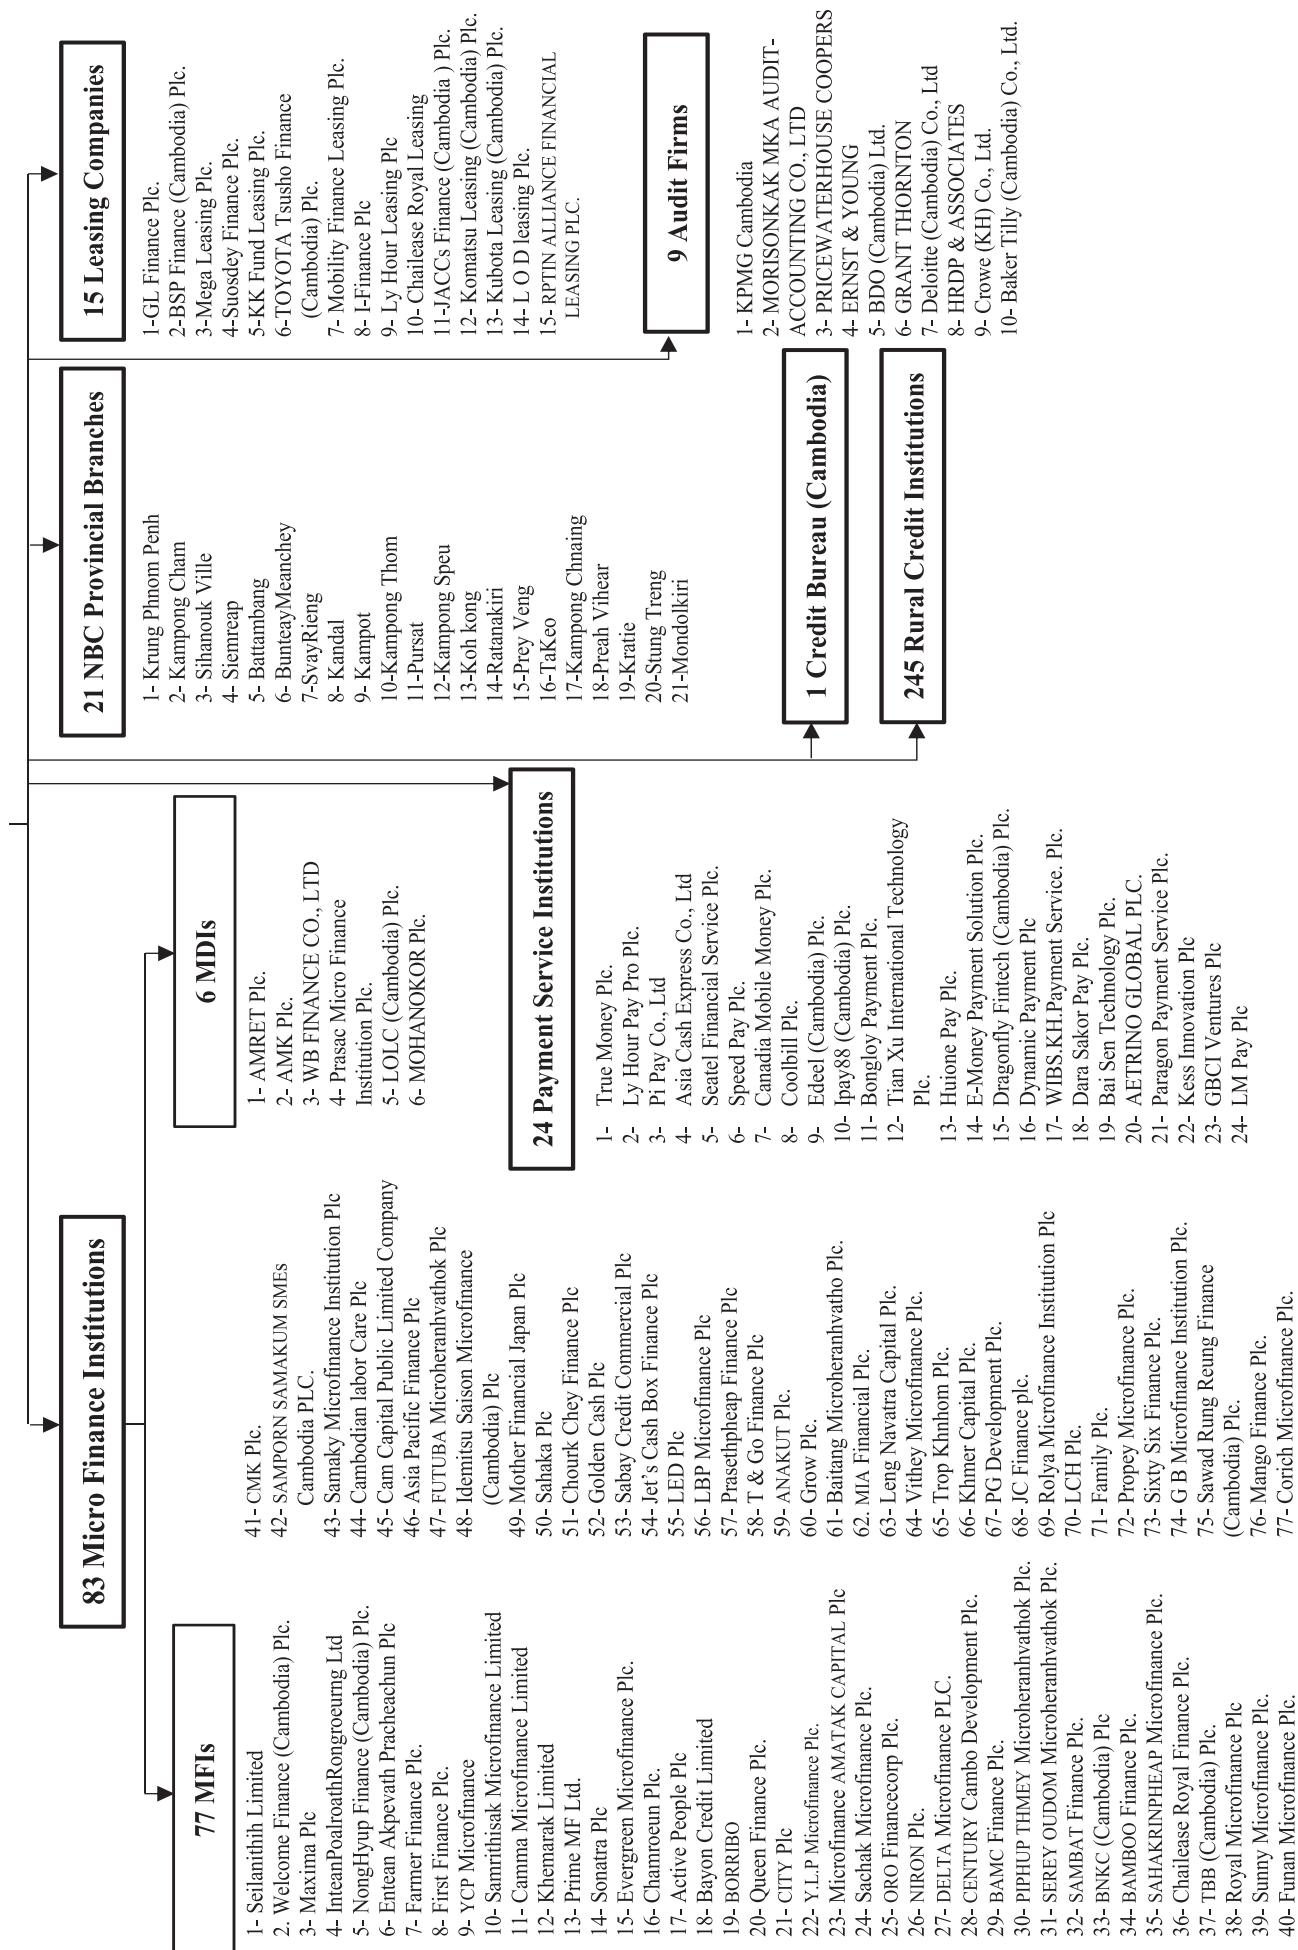 83 Micro Finance Institutions
77 MFIs
1- Seilanithih Limited
2. Welcome Finance (Cambodia) Plc.
3- Maxima Plc
4- InteanPoalroathRongroeurng Ltd
5- NongHyup Finance (Cambodia) Plc.
6- Entean Akpevath Pracheachun Plc
7- Farmer Finance Plc.
8- First Finance Plc.
9- YCP Microfinance
10- Samrithisak Microfinance Limited
11- Camma Microfinance Limited
12- Khemarak Limited
13- Prime MF Ltd.
14- Sonatra Plc
15- Evergreen Microfinance Plc.
16- Chamroeun Plc.
17- Active People Plc
18- Bayon Credit Limited
19- BORRIBO
20- Queen Finance Plc.
21- CITY Plc
22- Y.L.P Microfinance Plc.
23- Microfinance AMATAK CAPITAL Plc
24- Sachak Microfinance Plc.
25- ORO Financecorp Plc.
26- NIRON Plc.
27- DELTA Microfinance PLC.
28- CENTURY Cambo Development Plc.
29- BAMC Finance Plc.
30- PIPHUP THMEY Microheranhvathok Plc.
31- SEREY OUDOM Microheranhvathok Plc.
32- SAMBAT Finance Plc.
33- BNKC (Cambodia) Plc
34- BAMBOO Finance Plc.
35- SAHAKRINPHEAP Microfinance Plc.
36- Chailease Royal Finance Plc.
37- TBB (Cambodia) Plc.
38- Royal Microfinance Plc
39- Sunny Microfinance Plc.
40- Funan Microfinance Plc.
41- CMK Plc.
42- SAMPORN SAMAKUM SMEs
Cambodia PLC.
43- Samaky Microfinance Institution Plc
44- Cambodian labor Care Plc
45- Cam Capital Public Limited Company
46- Asia Pacific Finance Plc
47- FUTUBA Microheranhvathok Plc
48- Idemitsu Saison Microfinance
(Cambodia) Plc
49- Mother Financial Japan Plc
50- Sahaka Plc
51- Chourk Chey Finance Plc
52- Golden Cash Plc
53- Sabay Credit Commercial Plc
54- Jet's Cash Box Finance Plc
55- LED Plc
56- LBP Microfinance Plc
57- Prasethpheap Finance Plc
58- T & Go Finance Plc
59- ANAKUT Plc.
60- Grow Plc.
61- Baitang Microheranhvatho Plc.
62. MIA Financial Plc.
63- Leng Navatra Capital Plc.
64- Vithey Microfinance Plc.
65- Trop Khnhom Plc.
66- Khmer Capital Plc.
67- PG Development Plc.
68- JC Finance plc.
69- Rolya Microfinance Institution Plc
70- LCH Plc.
71- Family Plc.
72- Propey Microfinance Plc.
73- Sixty Six Finance Plc.
74- G B Microfinance Institution Plc.
75- Sawad Rung Reung Finance
(Cambodia) Plc.
76- Mango Finance Plc.
77- Corich Microfinance Plc.
6 MDIs
1- AMRET Plc.
2- AMK Plc.
3- WB FINANCE CO., LTD
4- Prasac Micro Finance
Institution Plc.
5- LOLC (Cambodia) Plc.
6- MOHANOKOR Plc.
24 Payment Service Institutions
1- True Money Plc.
2- Ly Hour Pay Pro Plc.
3- Pi Pay Co., Ltd
4- Asia Cash Express Co., Ltd
5- Seatel Financial Service Plc.
6- Speed Pay Plc.
7- Canadia Mobile Money Plc.
8- Coolbill Plc.
9- Edeel (Cambodia) Plc.
10- Ipay88 (Cambodia) Plc.
11- Bongloy Payment Plc.
12- Tian Xu International Technology
Plc.
13- Huione Pay Plc.
14- E-Money Payment Solution Plc.
15- Dragonfly Fintech (Cambodia) Plc.
16- Dynamic Payment Plc
17- WIBS.KH.Payment Service. Plc.
18- Dara Sakor Pay Plc.
19- Bai Sen Technology Plc.
20- AETRINO GLOBAL PLC.
21- Paragon Payment Service Plc.
22- Kess Innovation Plc
23- GBCI Ventures Plc
24- LM Pay Plc
21 NBC Provincial Branches
1- Krung Phnom Penh
2- Kampong Cham
3- Sihanouk Ville
4- Siemreap
5- Battambang
6- BunteayMeanchey
7-SvayRieng
8- Kandal
9- Kampot
10-Kampong Thom
11-Pursat
12-Kampong Speu
13-Koh kong
14-Ratanakiri
15-Prey Veng
16-TaKeo
17-Kampong Chnaing
18-Preah Vihear
19-Kratie
20-Stung Treng
21-Mondolkiri
1 Credit Bureau (Cambodia)
245 Rural Credit Institutions
15 Leasing Companies
1-GL Finance Plc.
2-BSP Finance (Cambodia) Plc.
3-Mega Leasing Plc.
4-Suosdey Finance Plc.
5-KK Fund Leasing Plc.
6-TOYOTA Tsusho Finance
(Cambodia) Plc.
7- Mobility Finance Leasing Plc.
8- I-Finance Plc
9- Ly Hour Leasing Plc
10- Chailease Royal Leasing
11-JACCs Finance (Cambodia ) Plc.
12- Komatsu Leasing (Cambodia) Plc.
13- Kubota Leasing (Cambodia) Plc.
14- L O D leasing Plc.
15- RPTIN ALLIANCE FINANCIAL
LEASING PLC.
9 Audit Firms
1- KPMG Cambodia
2- MORISONKAK MKA AUDIT-
ACCOUNTING CO., LTD
3- PRICEWATERHOUSE COOPERS
4- ERNST & YOUNG
5- BDO (Cambodia) Ltd.
6- GRANT THORNTON
7- Deloitte (Cambodia) Co., Ltd
8- HRDP & ASSOCIATES
9- Crowe (KH) Co., Ltd.
10- Baker Tilly (Cambodia) Co., Ltd.